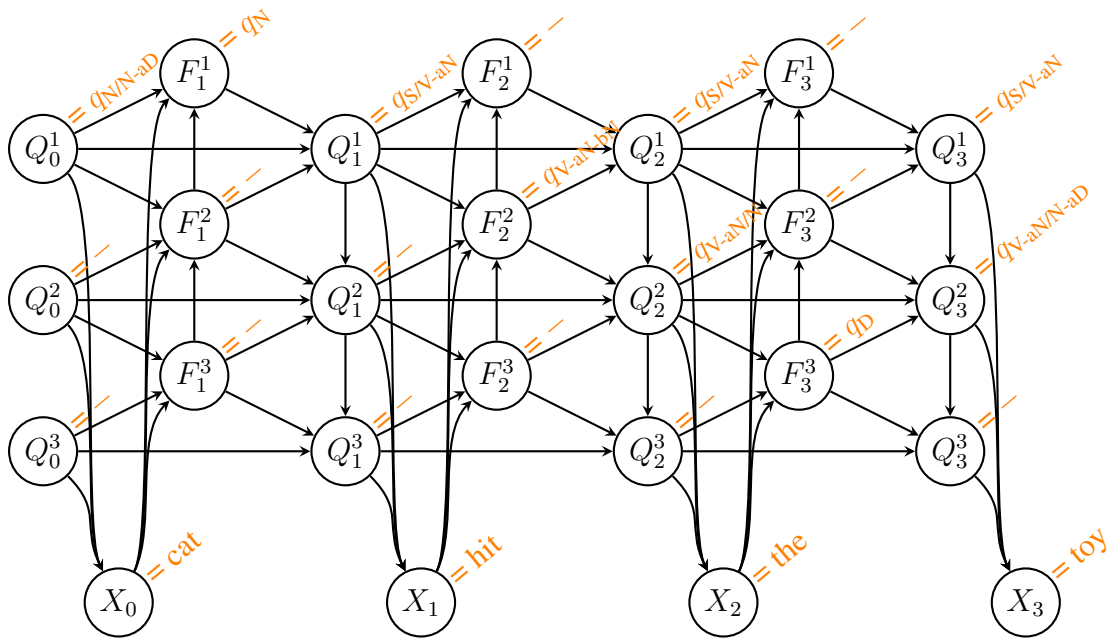 F_1^1 = q_N F_2^1 = – F_3^1 = –
Q_0^1 = q_N/N-aD Q_1^1 = q_S/V-aN Q_2^1 = q_S/V-aN Q_3^1 = q_S/V-aN
F_1^2 = – F_2^2 = q_V-aN-bN F_3^2 = –
Q_0^2 = – Q_1^2 = – Q_2^2 = q_V-aN/N Q_3^2 = q_V-aN/N-aD
F_1^3 = – F_2^3 = – F_3^3 = q_D
Q_0^3 = – Q_1^3 = – Q_2^3 = – Q_3^3 = –
X_0 = cat X_1 = hit X_2 = the X_3 = toy